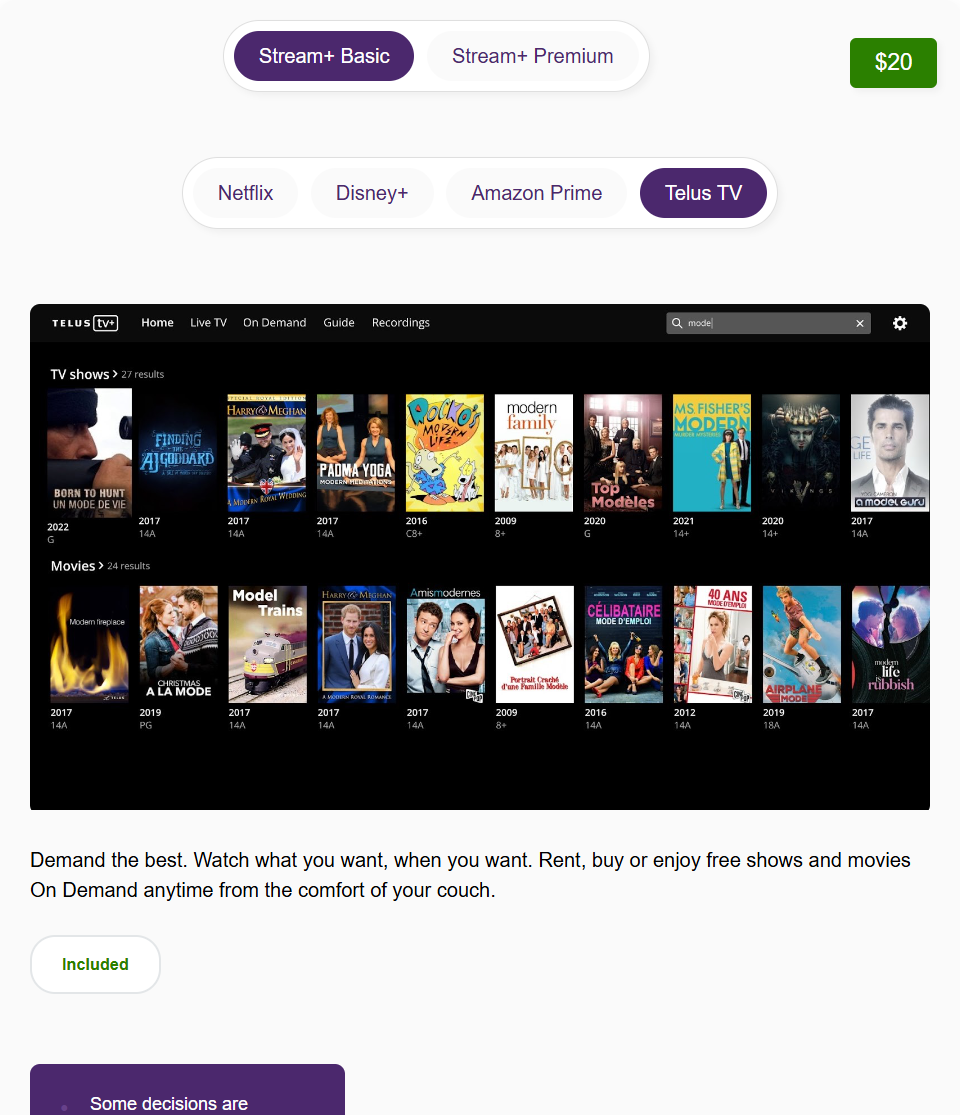 Stream+ Basic Stream+ Premium $20
Netflix Disney+ Amazon Prime Telus TV
TELUS tv+ Home Live TV On Demand Guide Recordings mode
TV shows > 27 results
BORN TO HUNT
UN MODE DE VIE
FINDING
THE
AJ GODDARD
SPECIAL ROYAL EDITION
HARRY & MEGHAN
A MODERN ROYAL WEDDING
PADMA YOGA
MODERN MEDITATIONS
ROCKO'S
MODERN
LIFE
modern
family
Top
Modèles
MS. FISHER'S
MODERN
MURDER MYSTERIES
VIKINGS
LIFE
a model guru
2022 2017 2017 2017 2016 2009 2020 2021 2020 2017
G 14A 14A 14A C8+ 8+ G 14+ 14+ 14A
Movies > 24 results
Modern fireplace
TELUS
CHRISTMAS
A LA MODE
Model
Trains
HARRY & MEGHAN
A MODERN ROYAL ROMANCE
Amismodernes
Portrait Craché
d'une Famille Modèle
CÉLIBATAIRE
MODE D'EMPLOI
40 ANS
MODE D'EMPLOI
AIRPLANE
MODE
modern
life
is
rubbish
2017 2019 2017 2017 2017 2009 2016 2012 2019 2017
14A PG 14A 14A 14A 8+ 14A 14A 18A 14A
Demand the best. Watch what you want, when you want. Rent, buy or enjoy free shows and movies
On Demand anytime from the comfort of your couch.
Included
Some decisions are